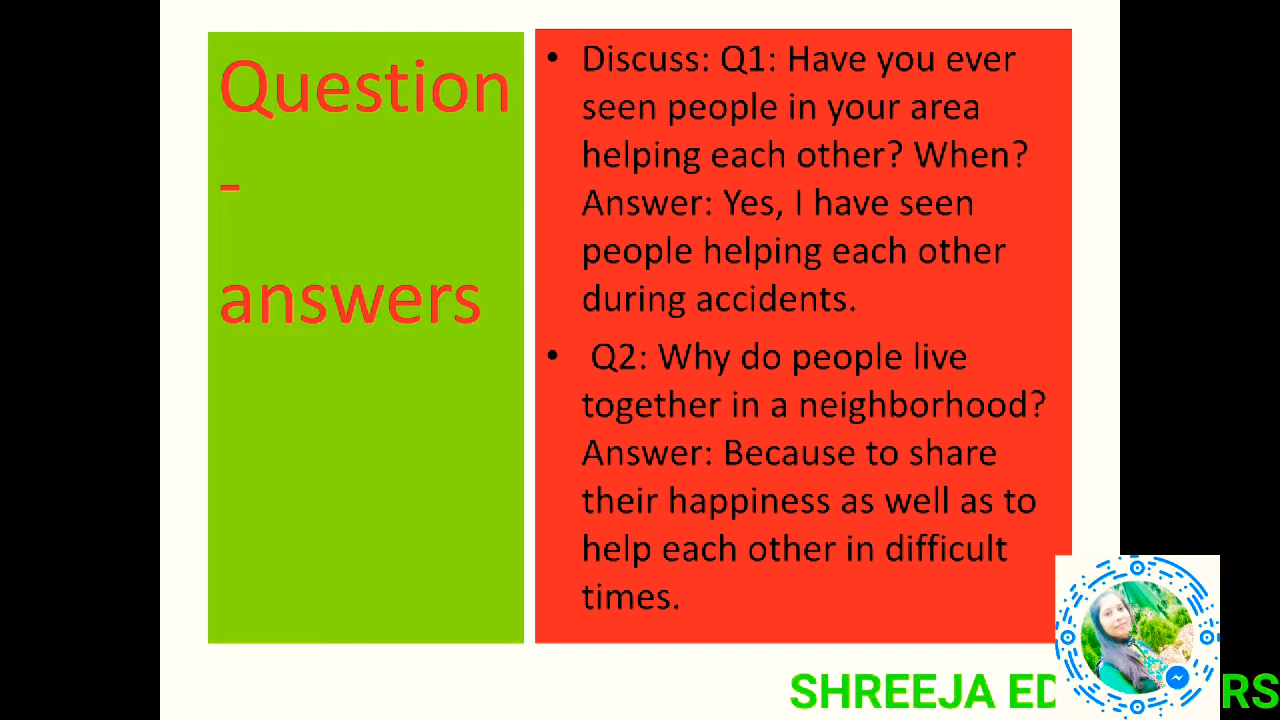 Question
-
answers
• Discuss: Q1: Have you ever
seen people in your area
helping each other? When?
Answer: Yes, I have seen
people helping each other
during accidents.
• Q2: Why do people live
together in a neighborhood?
Answer: Because to share
their happiness as well as to
help each other in difficult
times.
SHREEJA